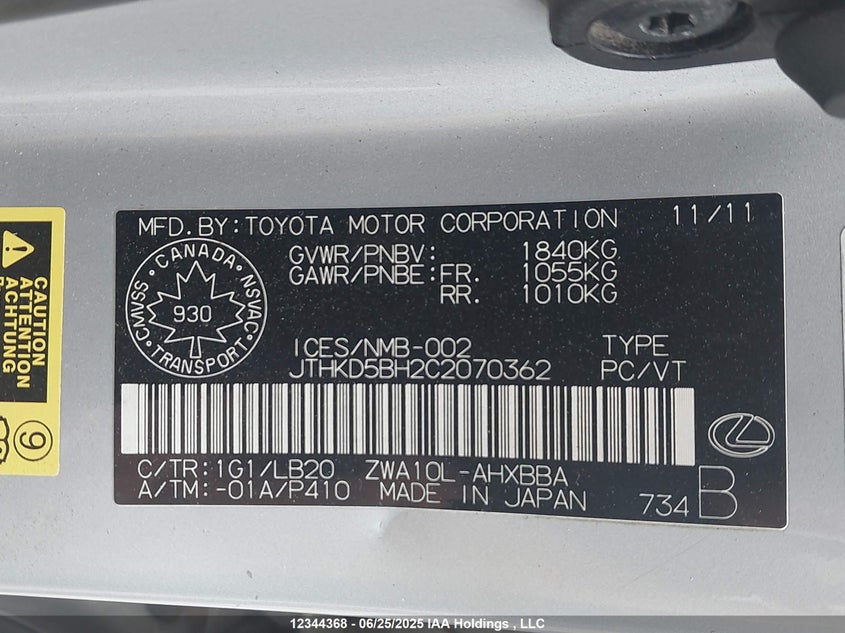 MFD.BY:TOYOTA MOTOR CORPORATION 11/11
GVWR/PNBV: 1840KG
GAWR/PNBE:FR. 1055KG
RR. 1010KG
CANADA
CMVSS NSVAC
930
TRANSPORT
ICES/NMB-002 TYPE
JTHKD5BH2C2070362 PC/VT
C/TR:1G1/LB20 ZWA10L-AHXBBA
A/TM:-01A/P410 MADE IN JAPAN 734 B
CAUTION
ATTENTION
ACHTUNG
9
12344368 - 06/25/2025 IAA Holdings , LLC